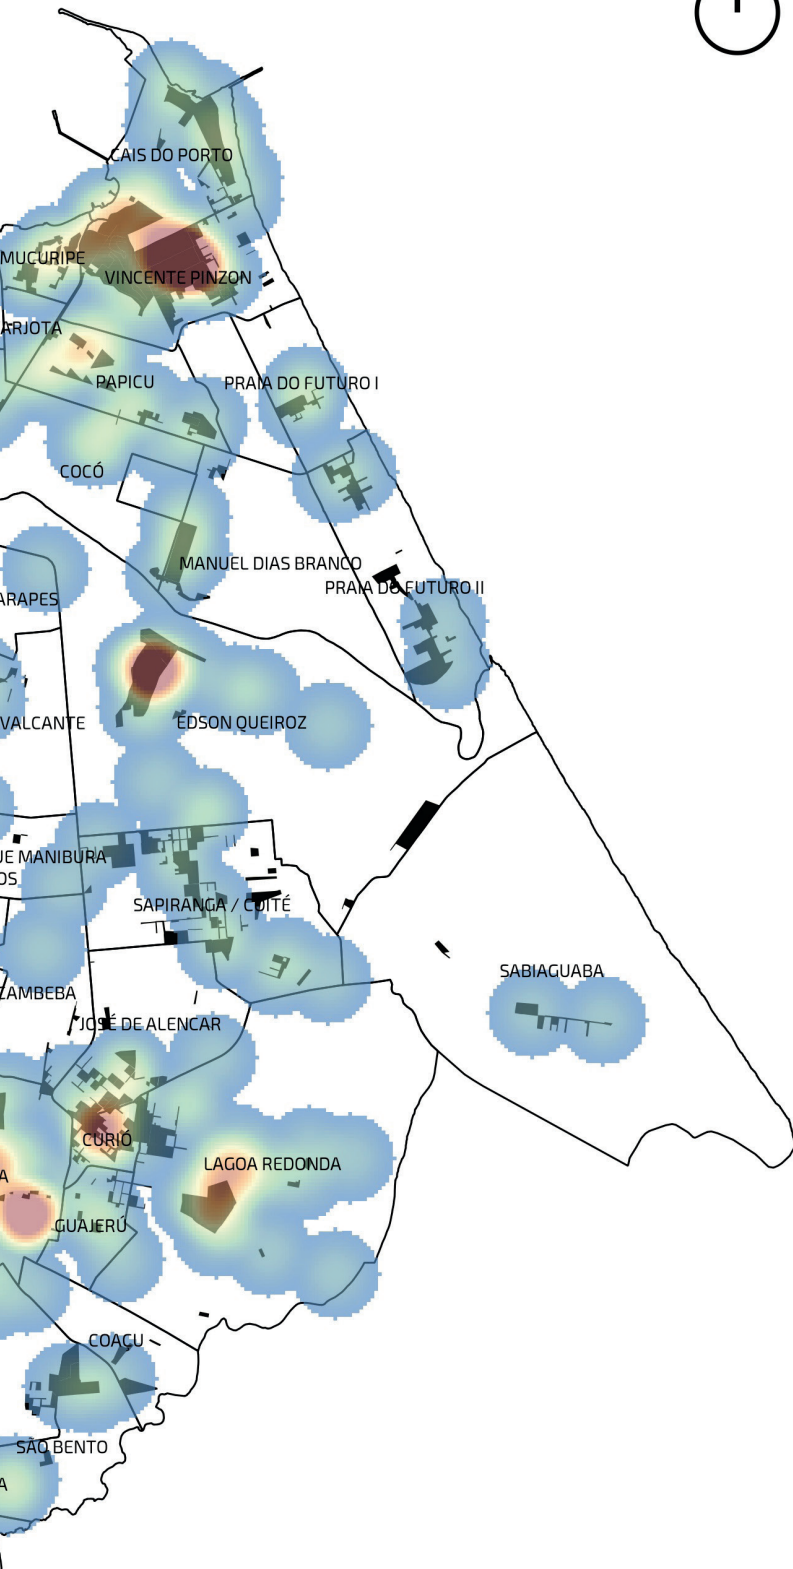 CAIS DO PORTO
MUCURIPE
VINCENTE PINZON
ARJOTA
PAPICU
PRAIA DO FUTURO I
COCÓ
MANUEL DIAS BRANCO
PRAIA DO FUTURO II
ARAPES
VALCANTE
EDSON QUEIROZ
UE MANIBURA
OS
SAPIRANGA / COITÉ
SABIAGUABA
ZAMBEBA
JOSÉ DE ALENCAR
CURIÓ
LAGOA REDONDA
A
GUAJERÚ
COAÇU
SÃO BENTO
A